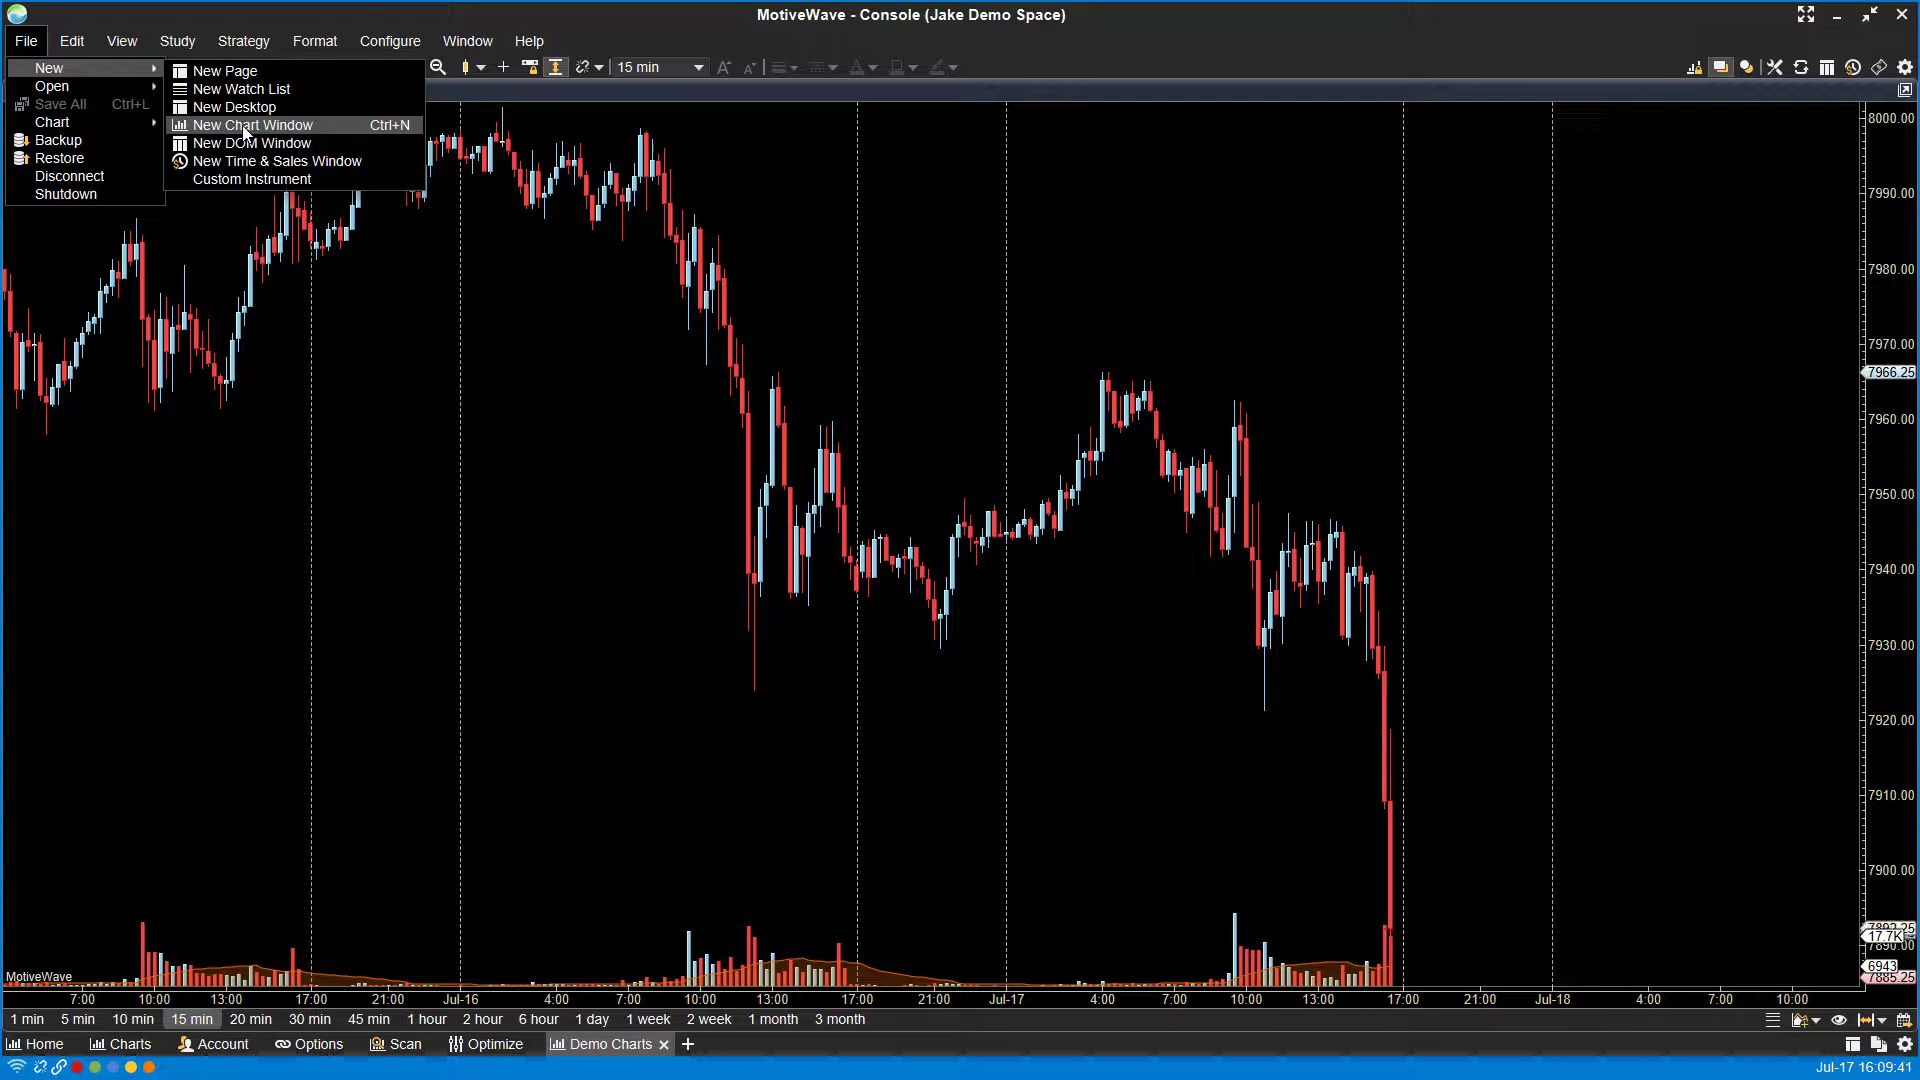 MotiveWave - Console (Jake Demo Space)
File Edit View Study Strategy Format Configure Window Help
New
Open
Save All Ctrl+L
Chart
Backup
Restore
Disconnect
Shutdown
New Page
New Watch List
New Desktop
New Chart Window Ctrl+N
New DOM Window
New Time & Sales Window
Custom Instrument
15 min
8000.00
7990.00
7980.00
7970.00
7966.25
7960.00
7950.00
7940.00
7930.00
7920.00
7910.00
7900.00
17.7K
7890.00
6943
7885.25
MotiveWave
7:00 10:00 13:00 17:00 21:00 Jul-16 4:00 7:00 10:00 13:00 17:00 21:00 Jul-17 4:00 7:00 10:00 13:00 17:00 21:00 Jul-18 4:00 7:00 10:00
1 min 5 min 10 min 15 min 20 min 30 min 45 min 1 hour 2 hour 6 hour 1 day 1 week 2 week 1 month 3 month
Home Charts Account Options Scan Optimize Demo Charts
Jul-17 16:09:41